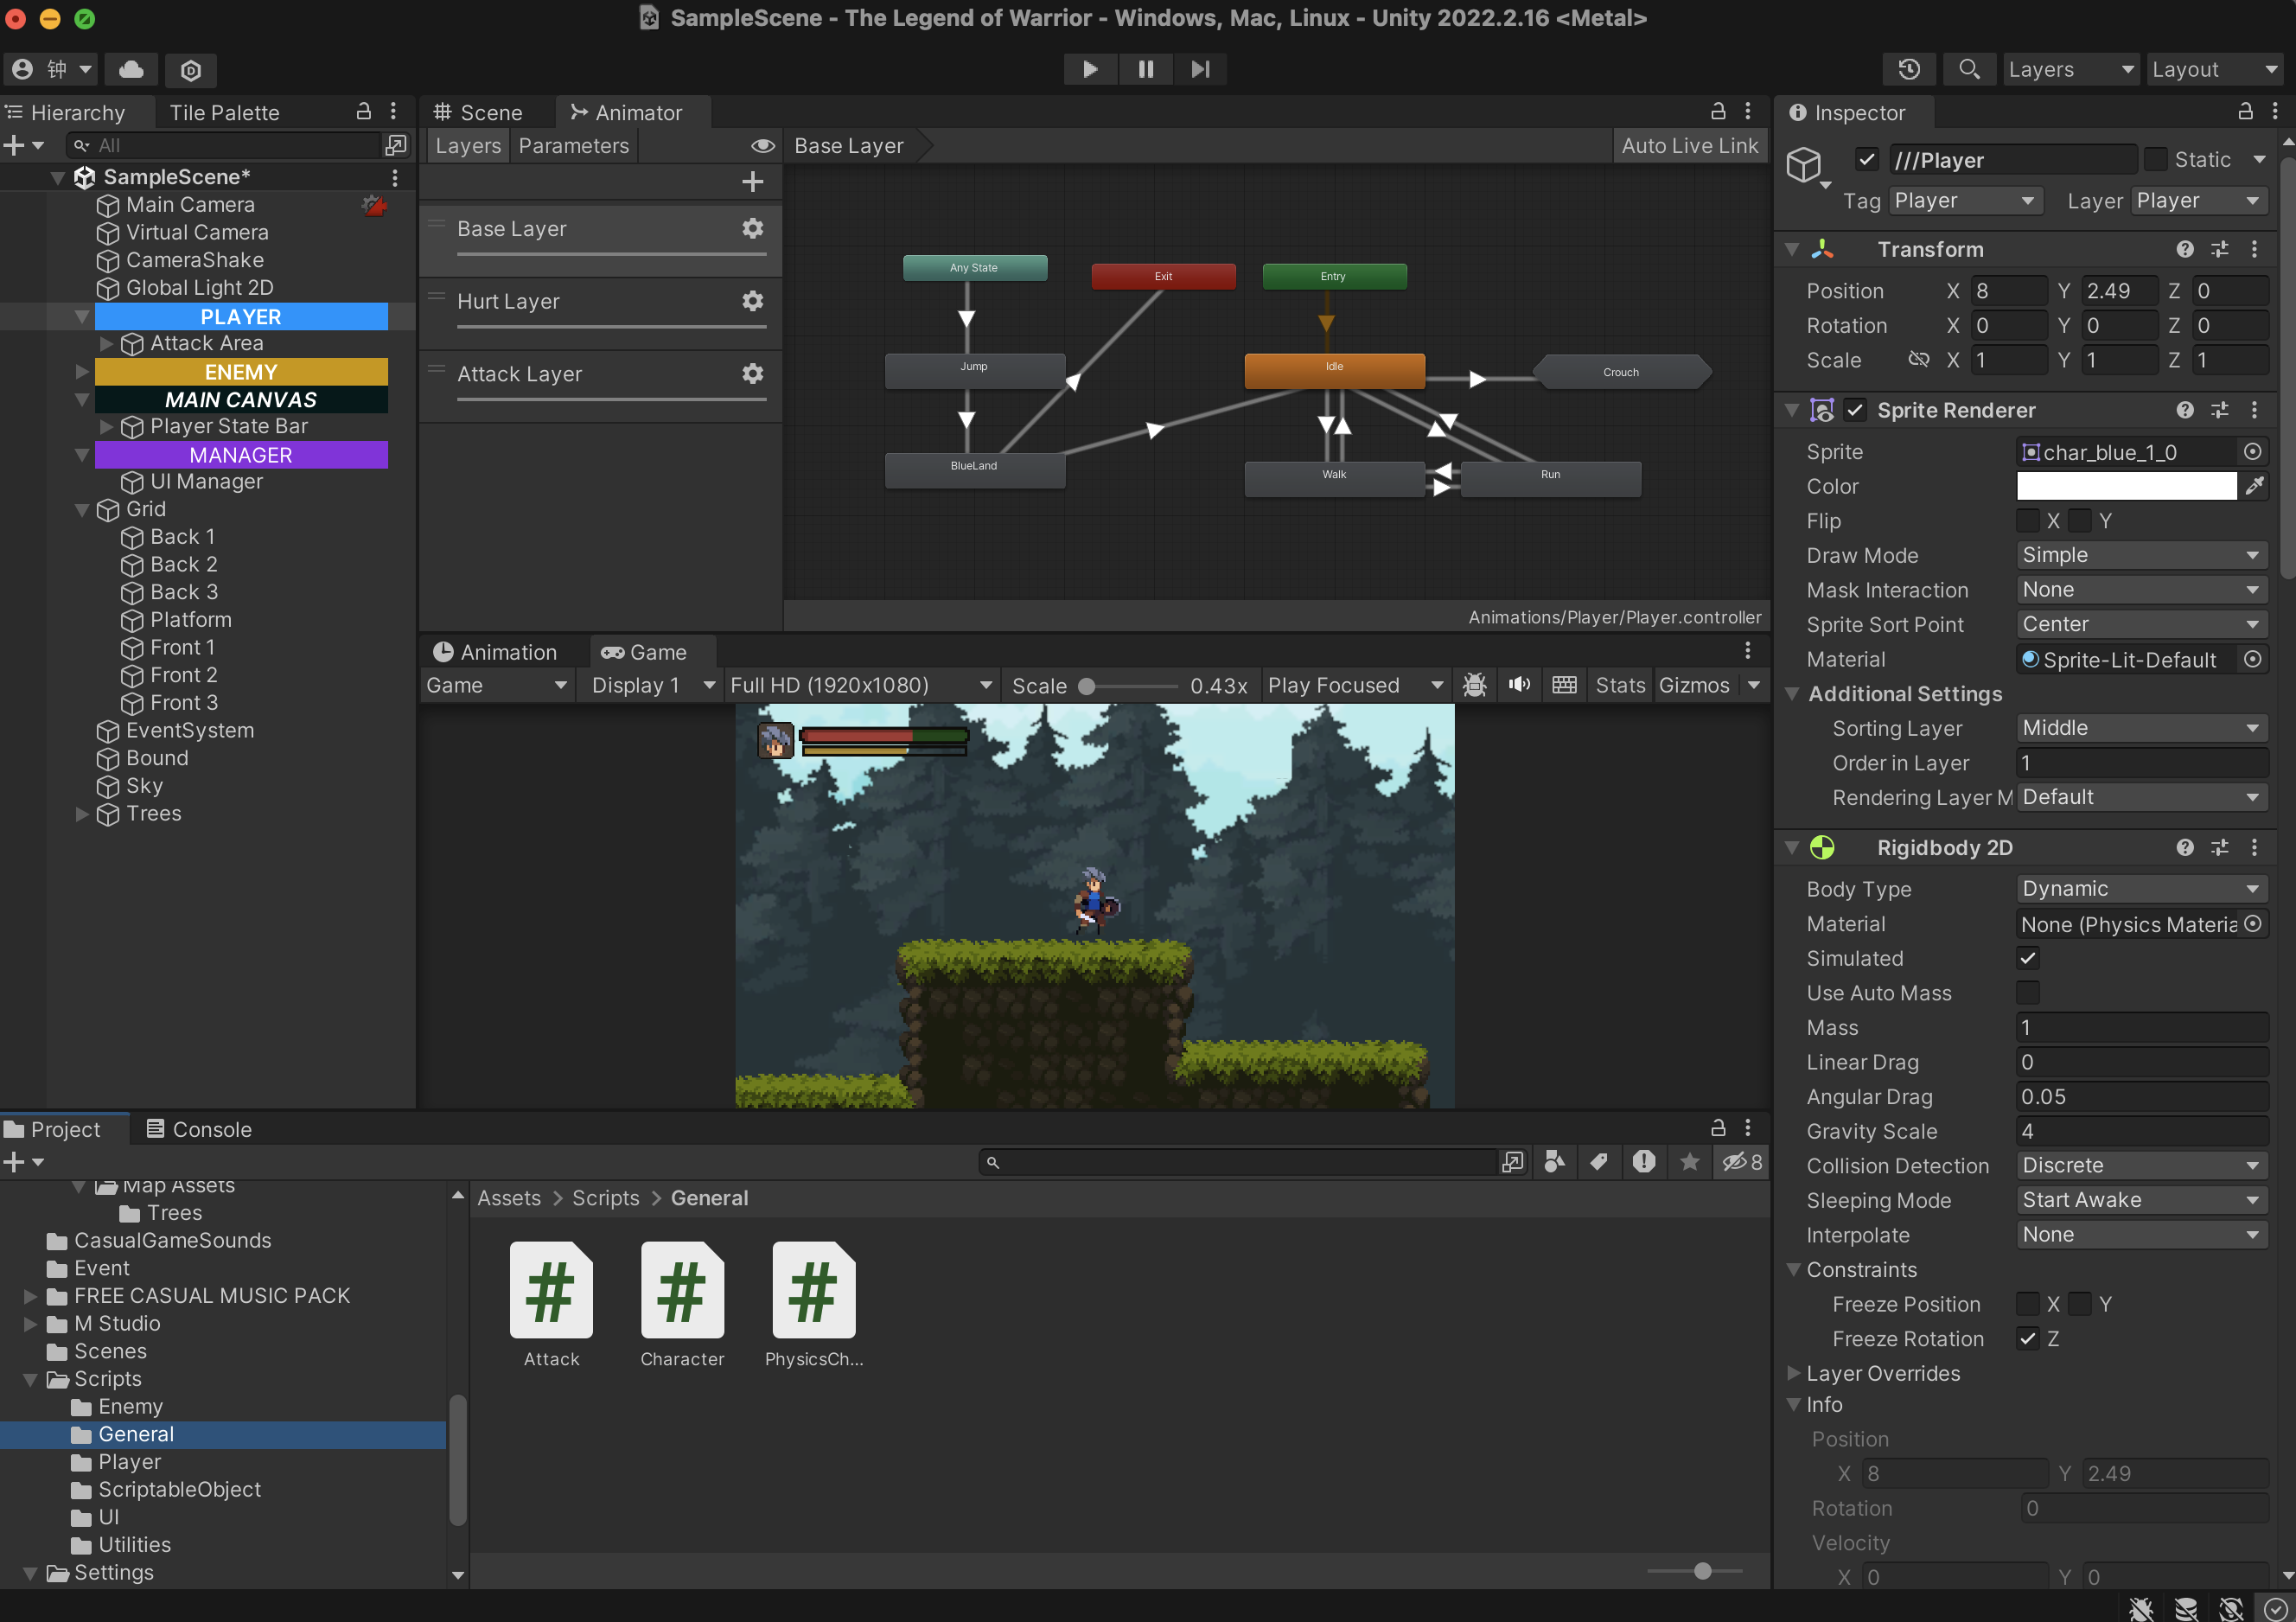 SampleScene - The Legend of Warrior - Windows, Mac, Linux - Unity 2022.2.16 <Metal>
钟
Layers
Layout
Hierarchy
Tile Palette
All
SampleScene*
Main Camera
Virtual Camera
CameraShake
Global Light 2D
PLAYER
Attack Area
ENEMY
MAIN CANVAS
Player State Bar
MANAGER
UI Manager
Grid
Back 1
Back 2
Back 3
Platform
Front 1
Front 2
Front 3
EventSystem
Bound
Sky
Trees
Scene
Animator
Layers
Parameters
Base Layer
Auto Live Link
Base Layer
Hurt Layer
Attack Layer
Any State
Exit
Entry
Jump
Idle
Crouch
BlueLand
Walk
Run
Animations/Player/Player.controller
Animation
Game
Game
Display 1
Full HD (1920x1080)
Scale
0.43x
Play Focused
Stats
Gizmos
Inspector
///Player
Static
Tag Player
Layer Player
Transform
Position X 8 Y 2.49 Z 0
Rotation X 0 Y 0 Z 0
Scale X 1 Y 1 Z 1
Sprite Renderer
Sprite char_blue_1_0
Color
Flip X Y
Draw Mode Simple
Mask Interaction None
Sprite Sort Point Center
Material Sprite-Lit-Default
Additional Settings
Sorting Layer Middle
Order in Layer 1
Rendering Layer M Default
Rigidbody 2D
Body Type Dynamic
Material None (Physics Materia
Simulated
Use Auto Mass
Mass 1
Linear Drag 0
Angular Drag 0.05
Gravity Scale 4
Collision Detection Discrete
Sleeping Mode Start Awake
Interpolate None
Constraints
Freeze Position X Y
Freeze Rotation Z
Layer Overrides
Info
Position
X 8 Y 2.49
Rotation 0
Velocity
X 0 Y 0
Project
Console
8
Map Assets
Trees
CasualGameSounds
Event
FREE CASUAL MUSIC PACK
M Studio
Scenes
Scripts
Enemy
General
Player
ScriptableObject
UI
Utilities
Settings
Assets > Scripts > General
Attack
Character
PhysicsCh...